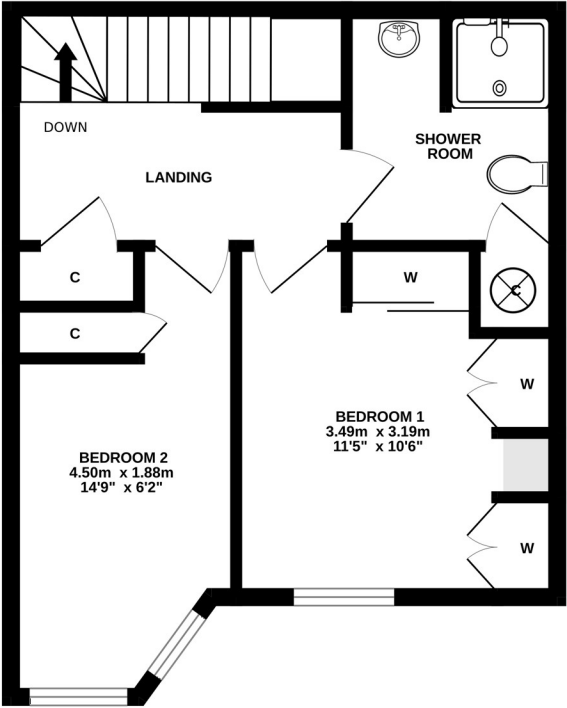 DOWN
SHOWER
ROOM
LANDING
C
W
C
C
W
BEDROOM 1
3.49m x 3.19m
11'5" x 10'6"
BEDROOM 2
4.50m x 1.88m
14'9" x 6'2"
W